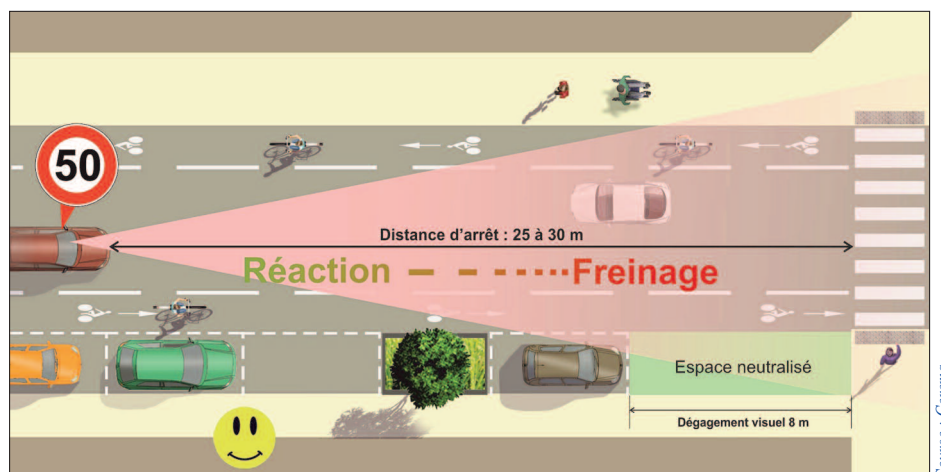 50
Distance d'arrêt : 25 à 30 m
Réaction
Freinage
Espace neutralisé
Dégagement visuel 8 m